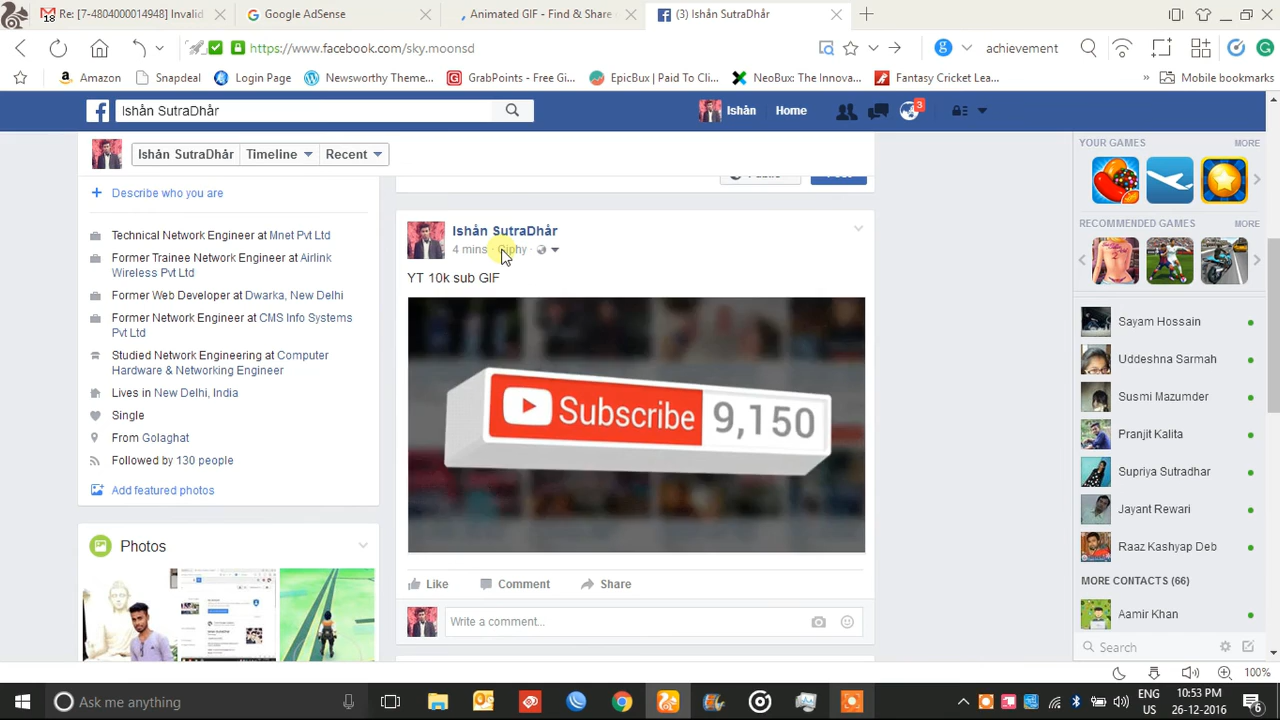 18
Re: [7-4804000014948] Invalid
Google AdSense
Animated GIF - Find & Share
(3) Ishån SutraDhår
https://www.facebook.com/sky.moonsd
achievement
Amazon
Snapdeal
Login Page
Newsworthy Theme...
GrabPoints - Free Gi...
EpicBux | Paid To Cli...
NeoBux: The Innova...
Fantasy Cricket Lea...
Mobile bookmarks
Ishån SutraDhår
Ishån
Home
3
Ishån SutraDhår
Timeline
Recent
Describe who you are
Technical Network Engineer at Mnet Pvt Ltd
Former Trainee Network Engineer at Airlink
Wireless Pvt Ltd
Former Web Developer at Dwarka, New Delhi
Former Network Engineer at CMS Info Systems
Pvt Ltd
Studied Network Engineering at Computer
Hardware & Networking Engineer
Lives in New Delhi, India
Single
From Golaghat
Followed by 130 people
Add featured photos
Photos
Ishån SutraDhår
4 mins · Giphy ·
YT 10k sub GIF
Subscribe 9,150
Like
Comment
Share
Write a comment...
YOUR GAMES
MORE
RECOMMENDED GAMES
MORE
Sayam Hossain
Uddeshna Sarmah
Susmi Mazumder
Pranjit Kalita
Supriya Sutradhar
Jayant Rewari
Raaz Kashyap Deb
MORE CONTACTS (66)
Aamir Khan
Search
100%
Ask me anything
ENG
US
10:53 PM
26-12-2016
6